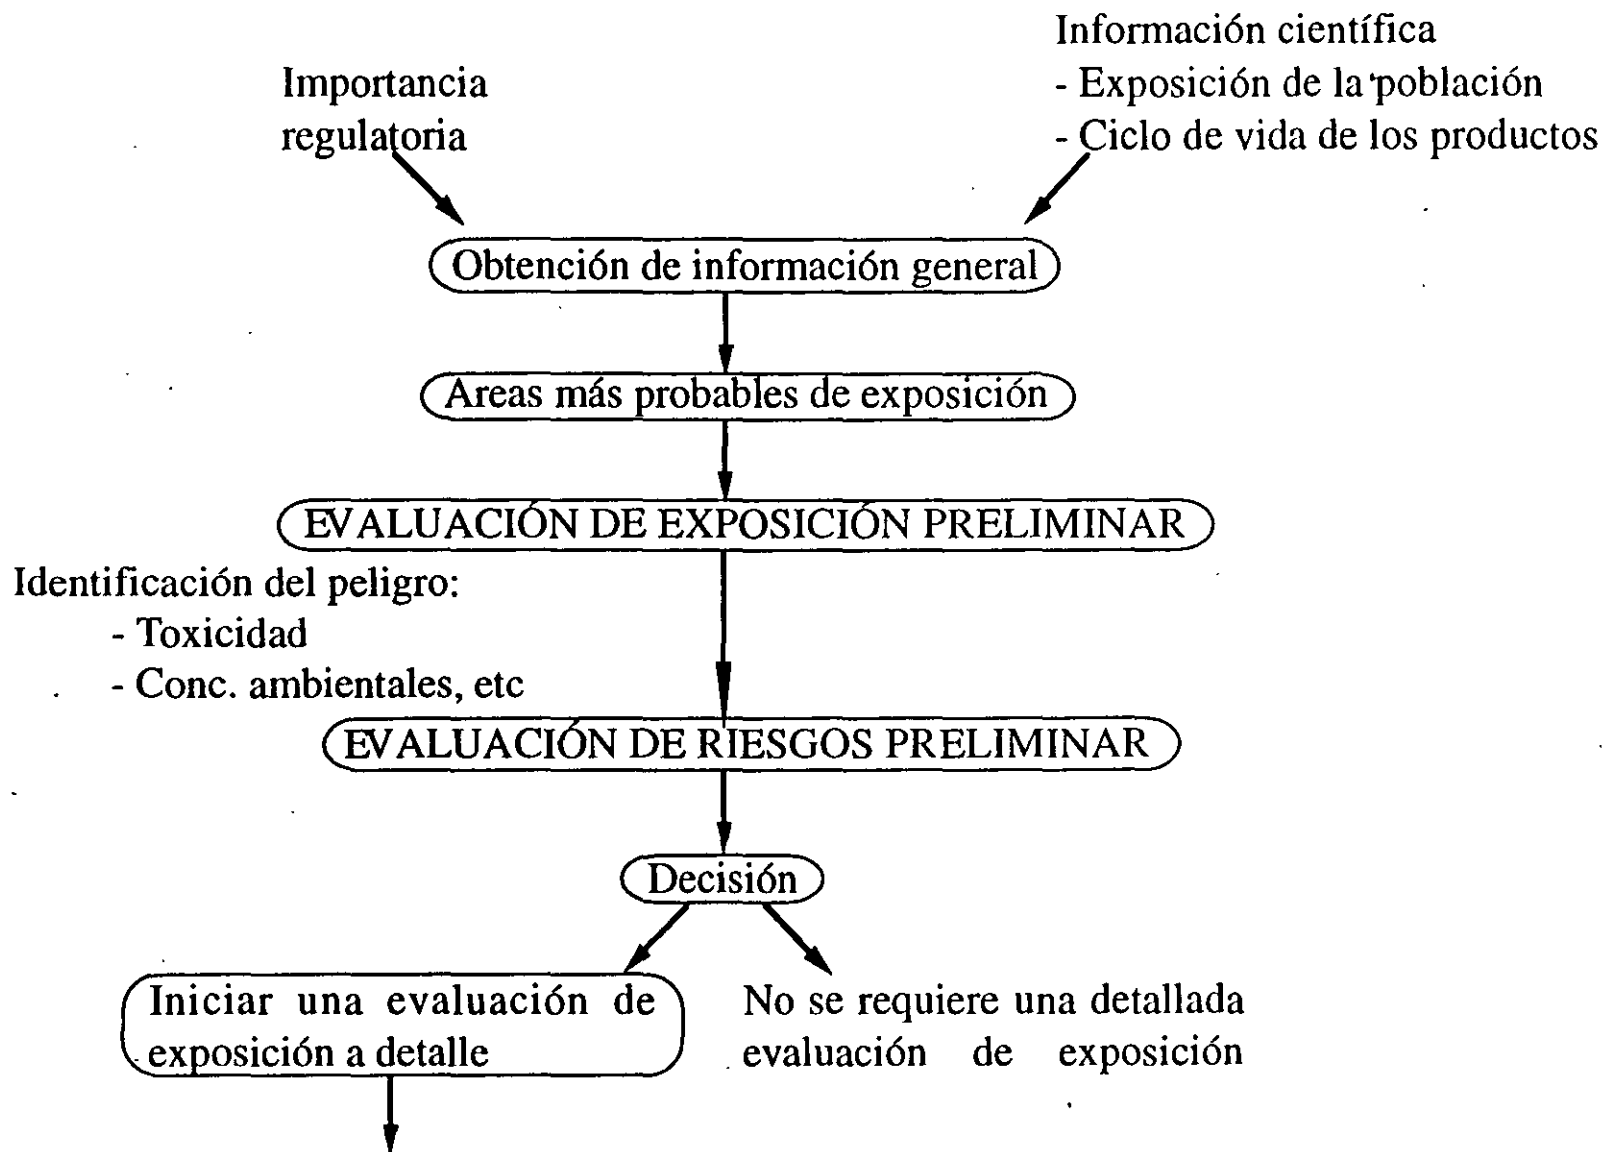 Importancia
regulatoria
Información científica
- Exposición de la población
- Ciclo de vida de los productos
Obtención de información general
Areas más probables de exposición
EVALUACIÓN DE EXPOSICIÓN PRELIMINAR
Identificación del peligro:
- Toxicidad
- Conc. ambientales, etc
EVALUACIÓN DE RIESGOS PRELIMINAR
Decisión
Iniciar una evaluación de
exposición a detalle
No se requiere una detallada
evaluación de exposición